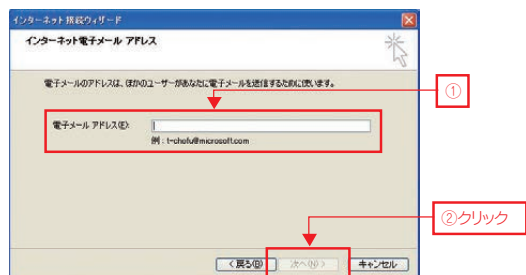 インターネット接続ウィザード
インターネット電子メール アドレス
電子メールのアドレスは、ほかのユーザーがあなたに電子メールを送信するために使います。
①
電子メール アドレス(E):
例：t-chofu@microsoft.com
②クリック
< 戻る(B)
次へ(N) >
キャンセル